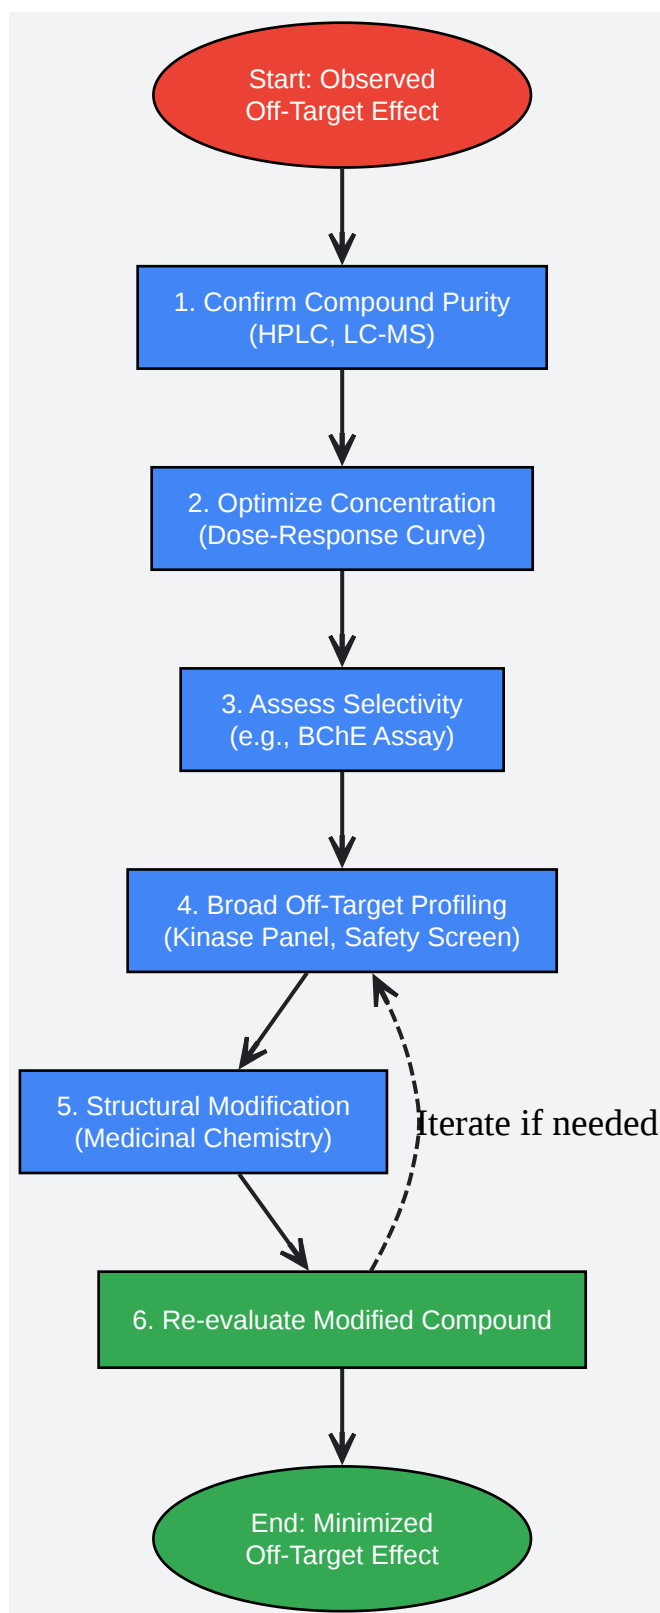 Start: Observed
Off-Target Effect
1. Confirm Compound Purity
(HPLC, LC-MS)
2. Optimize Concentration
(Dose-Response Curve)
3. Assess Selectivity
(e.g., BChE Assay)
4. Broad Off-Target Profiling
(Kinase Panel, Safety Screen)
5. Structural Modification
(Medicinal Chemistry)
Iterate if needed
6. Re-evaluate Modified Compound
End: Minimized
Off-Target Effect